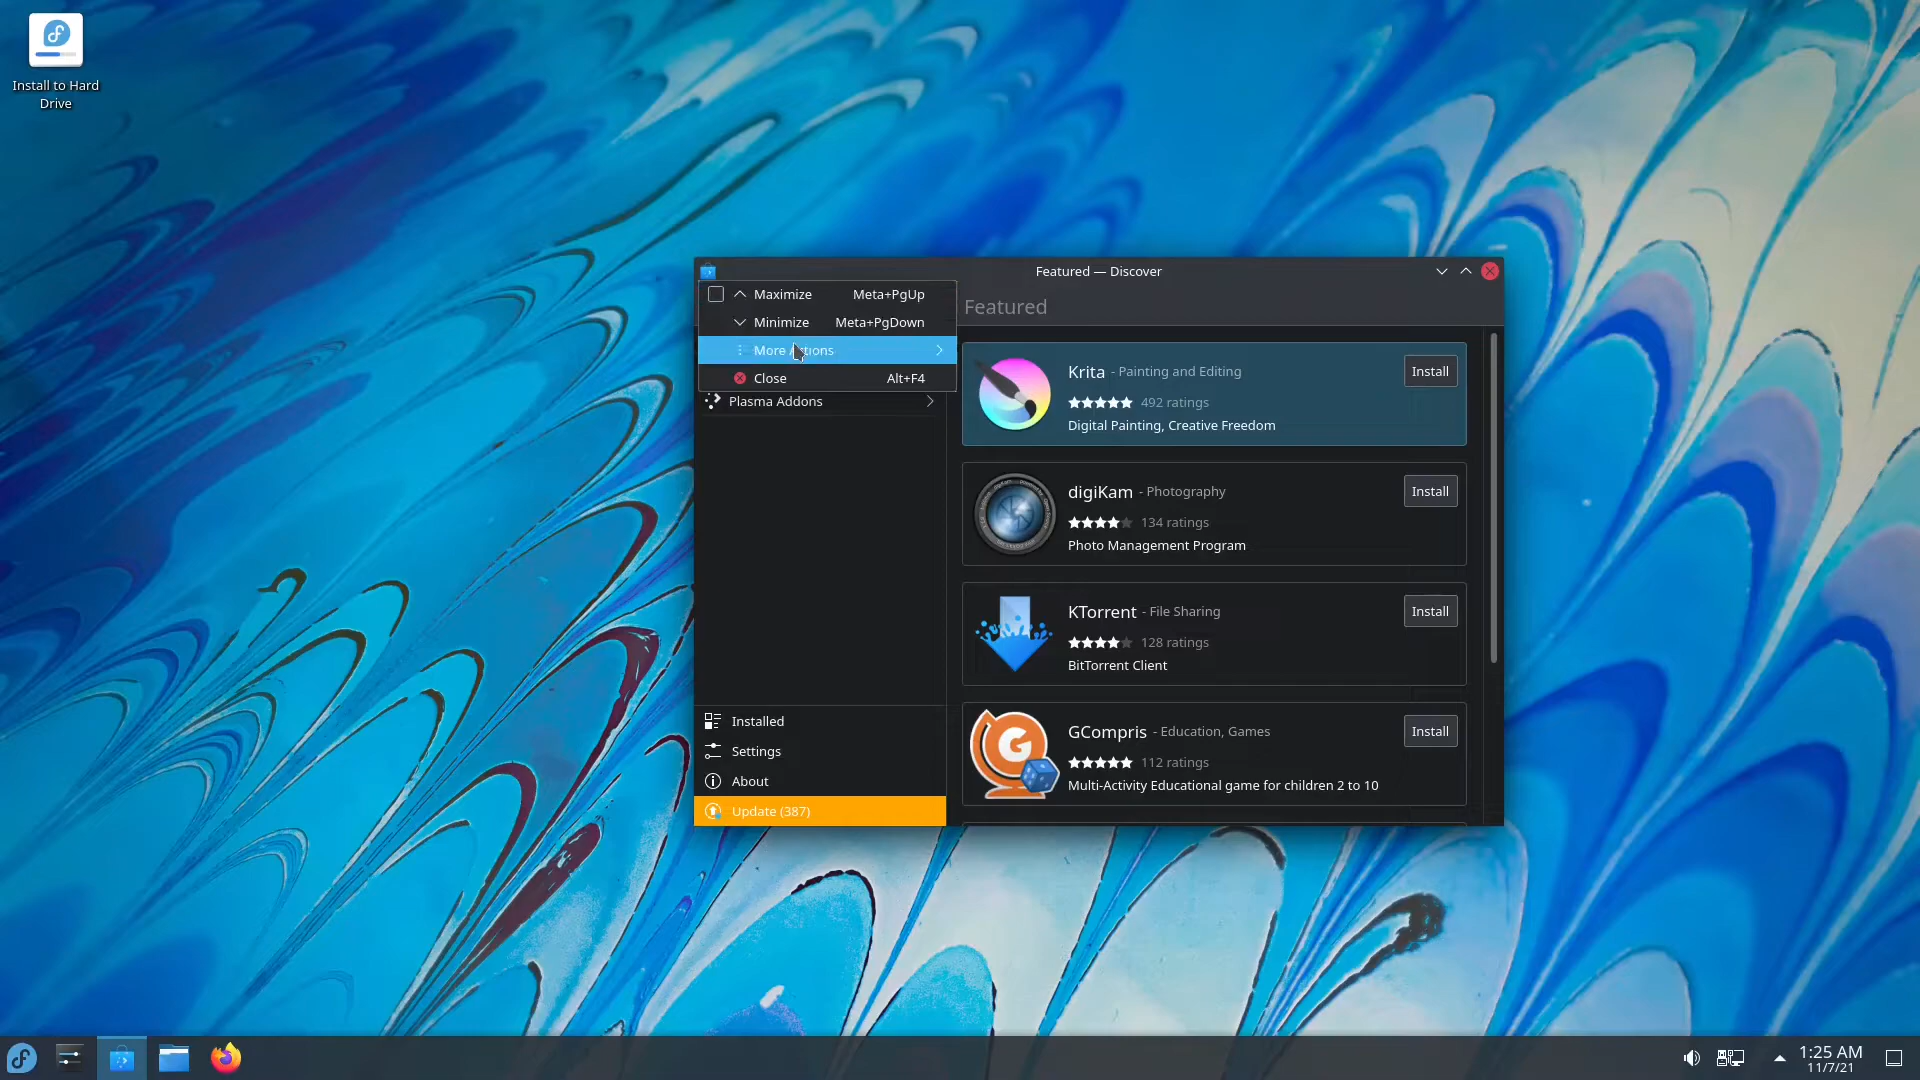 Install to Hard
Drive
Featured — Discover
Maximize Meta+PgUp
Minimize Meta+PgDown
More Actions
Close Alt+F4
Plasma Addons
Installed
Settings
About
Update (387)
Featured
Krita - Painting and Editing
Install
492 ratings
Digital Painting, Creative Freedom
digiKam - Photography
Install
134 ratings
Photo Management Program
KTorrent - File Sharing
Install
128 ratings
BitTorrent Client
GCompris - Education, Games
Install
112 ratings
Multi-Activity Educational game for children 2 to 10
1:25 AM
11/7/21